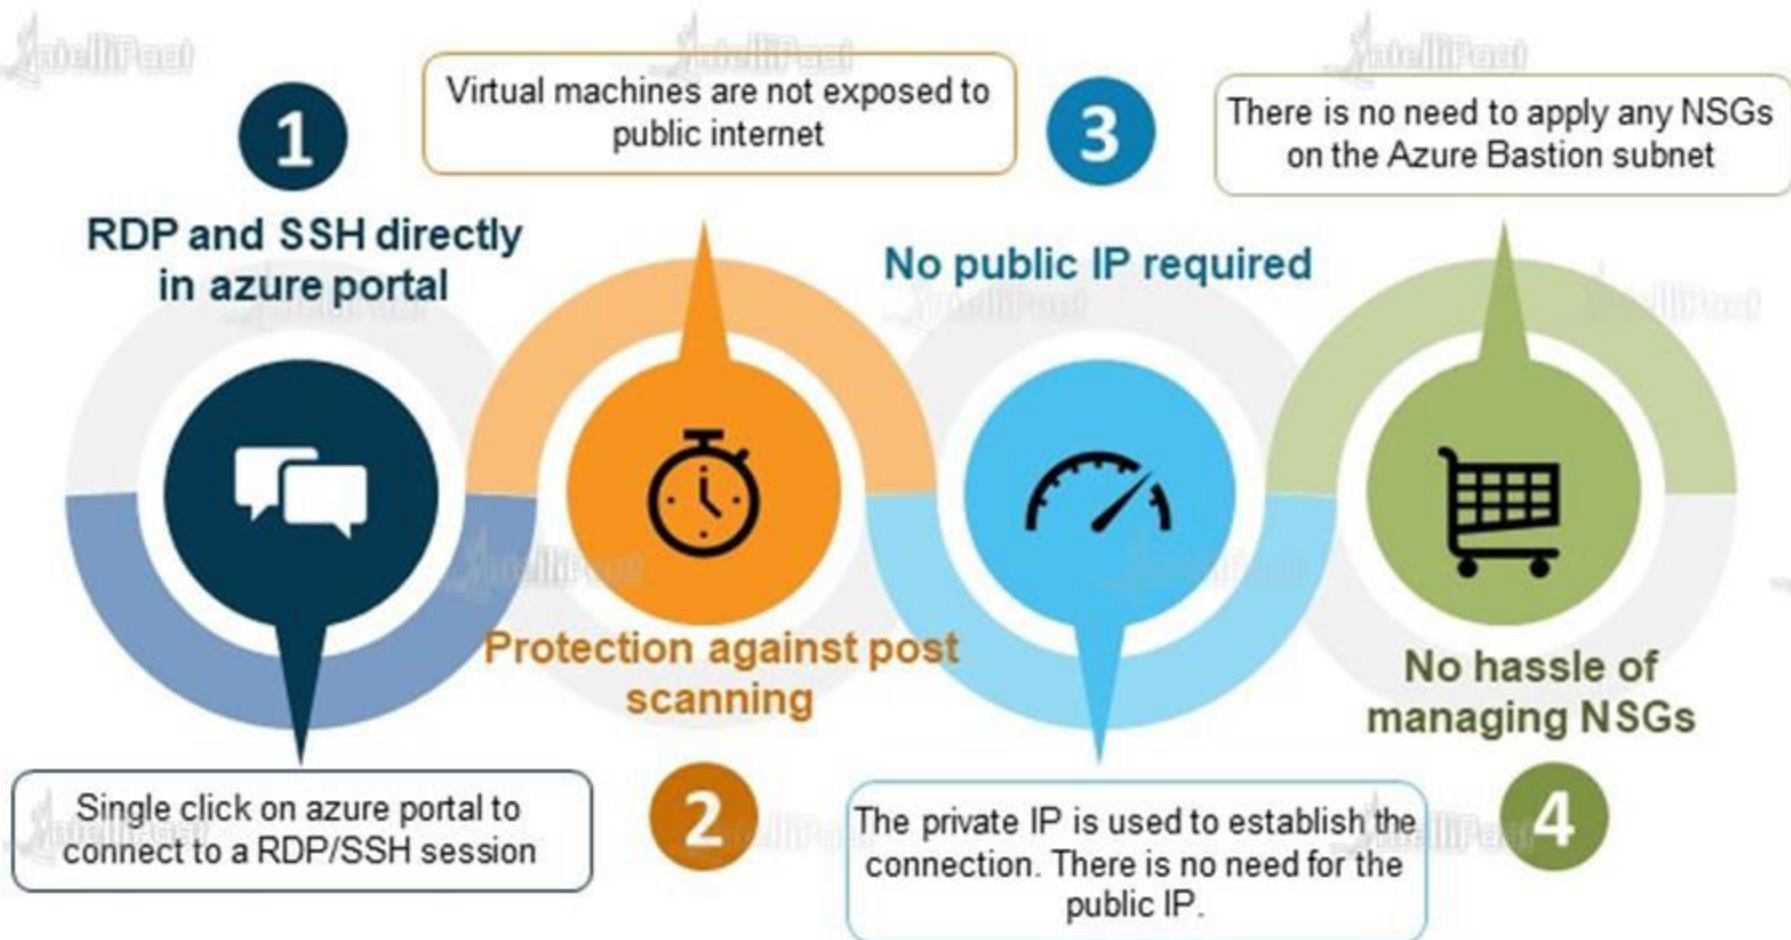 1
RDP and SSH directly
in azure portal
Single click on azure portal to
connect to a RDP/SSH session
Virtual machines are not exposed to
public internet
Protection against post
scanning
2
3
No public IP required
The private IP is used to establish the
connection. There is no need for the
public IP.
There is no need to apply any NSGs
on the Azure Bastion subnet
No hassle of
managing NSGs
4
IntelliPaat
IntelliPaat
IntelliPaat